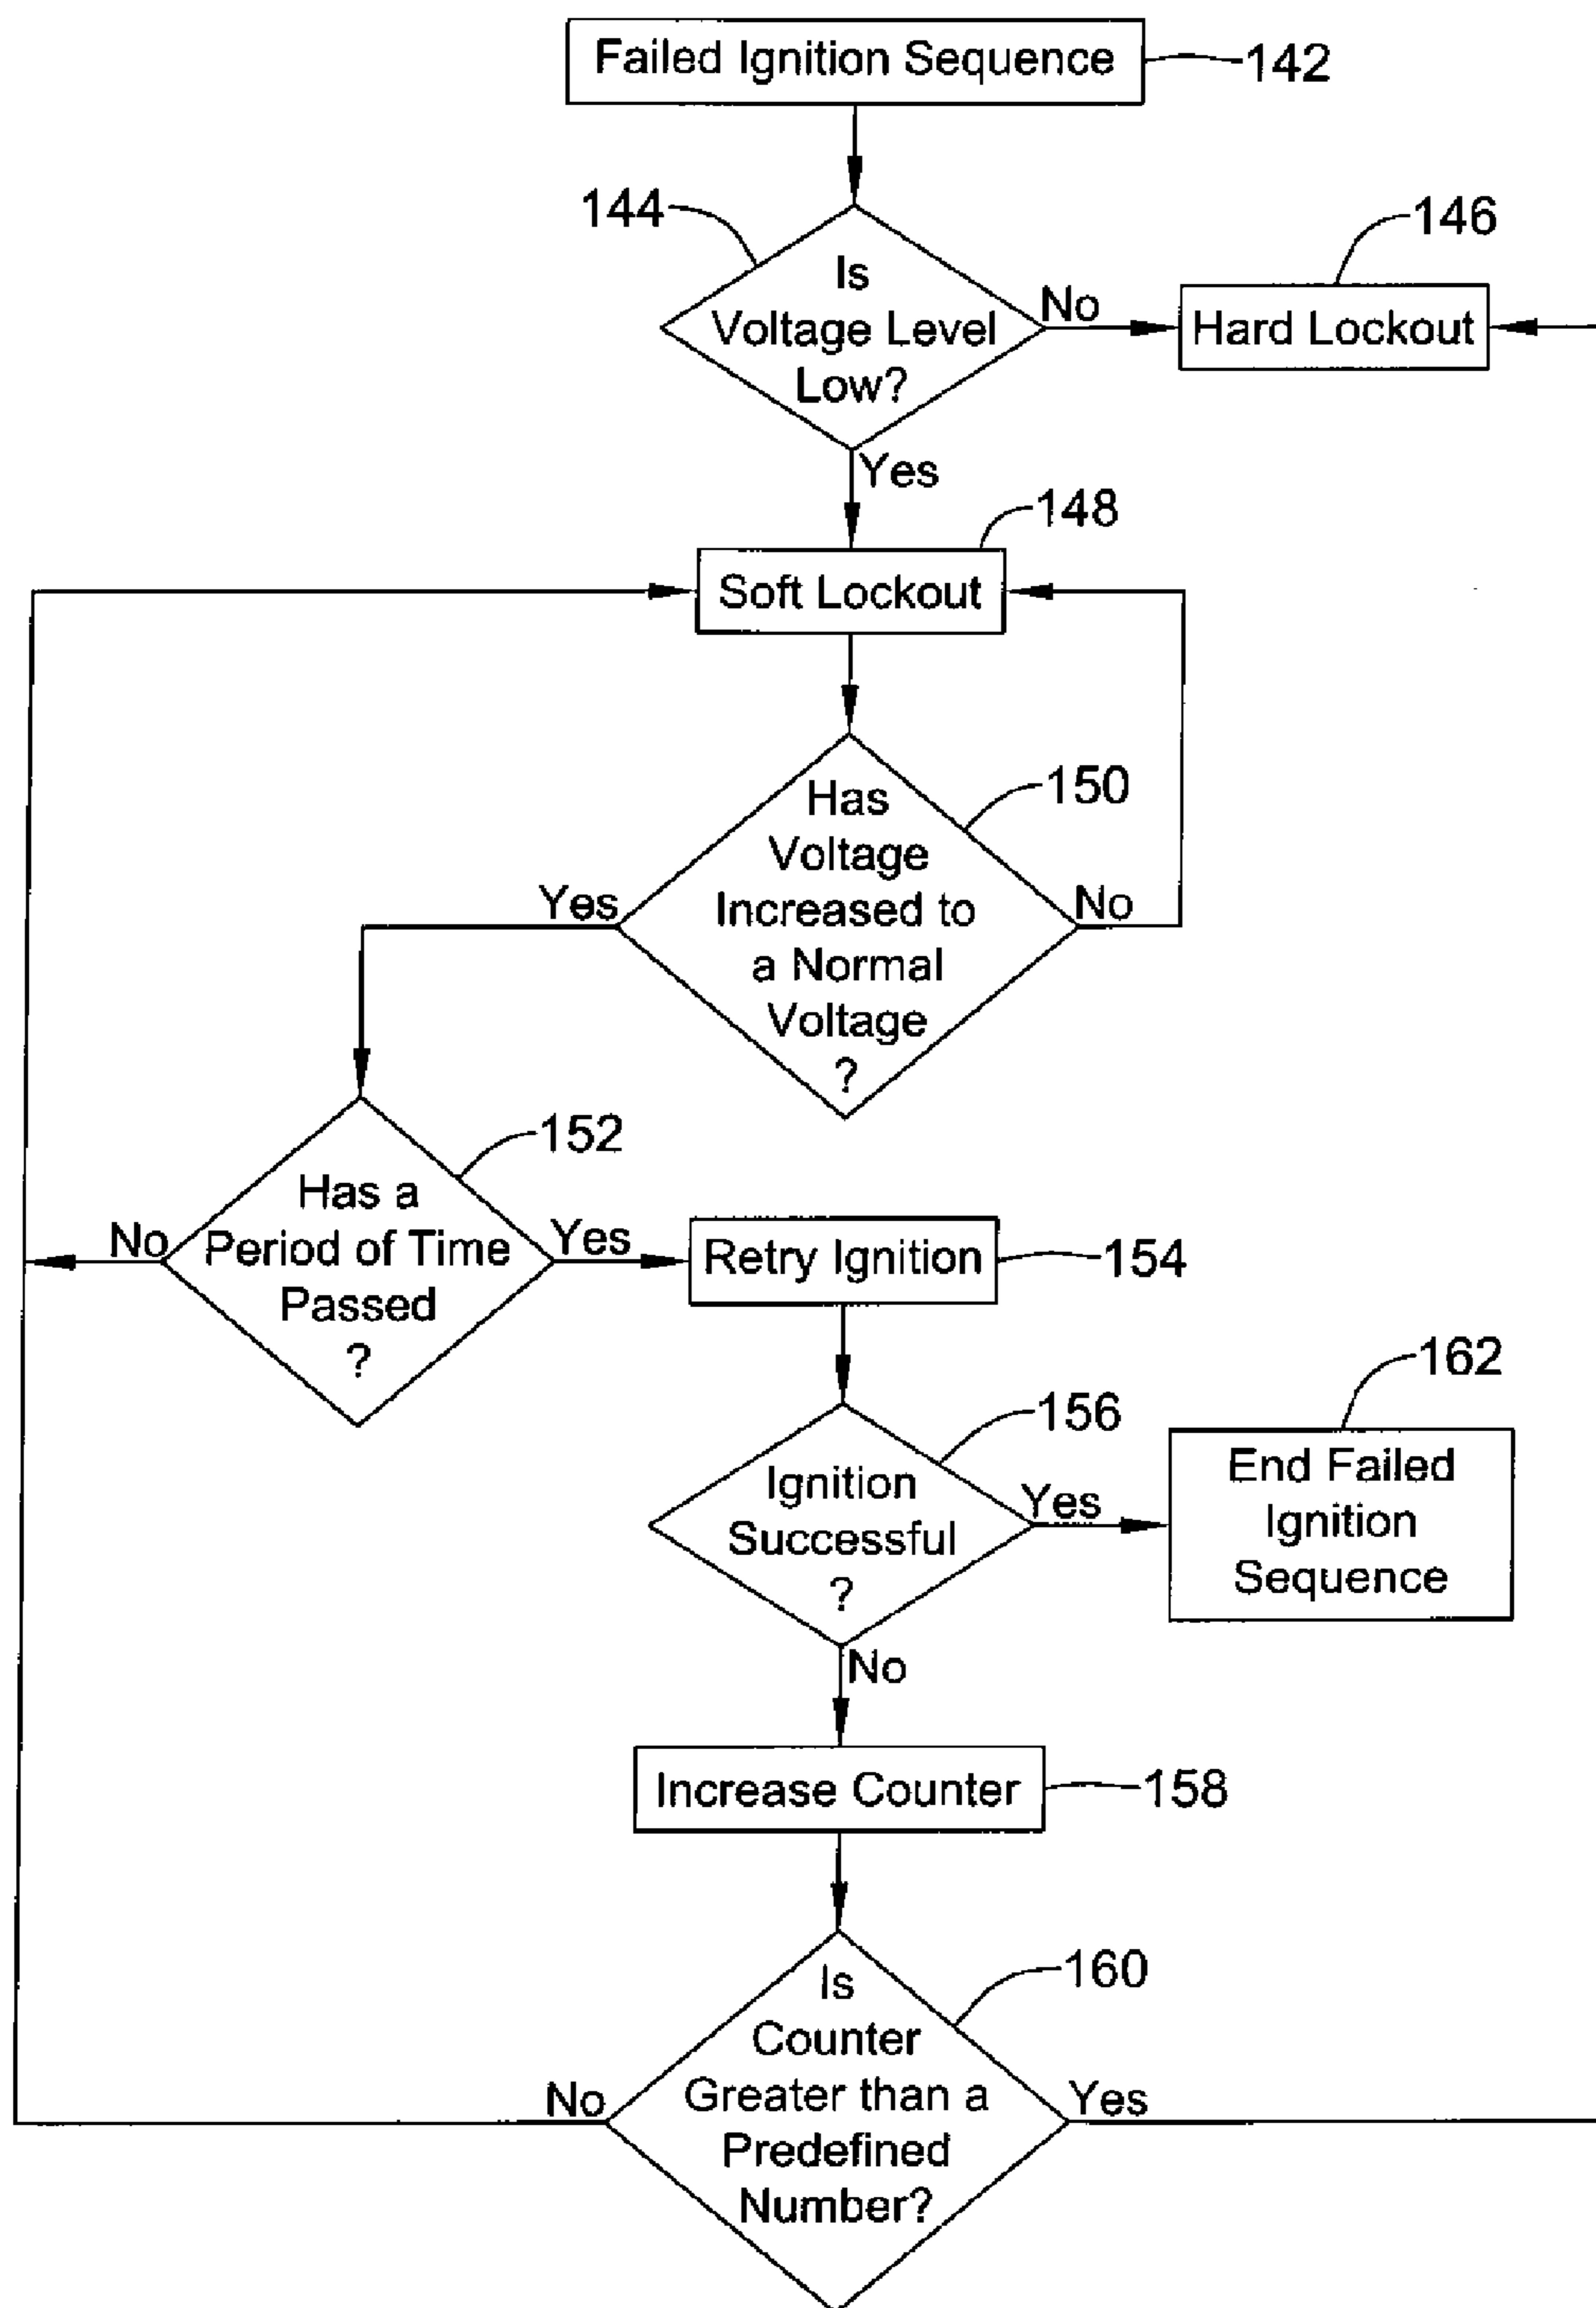 Failed Ignition Sequence
142
144
Is
Voltage Level
Low?
No
146
Hard Lockout
Yes
148
Soft Lockout
150
Has
Voltage
Increased to
a Normal
Voltage
?
Yes
No
152
Has a
Period of Time
Passed
?
No
Yes
Retry Ignition
154
156
Ignition
Successful
?
Yes
162
End Failed
Ignition
Sequence
No
Increase Counter
158
160
Is
Counter
Greater than a
Predefined
Number?
No
Yes